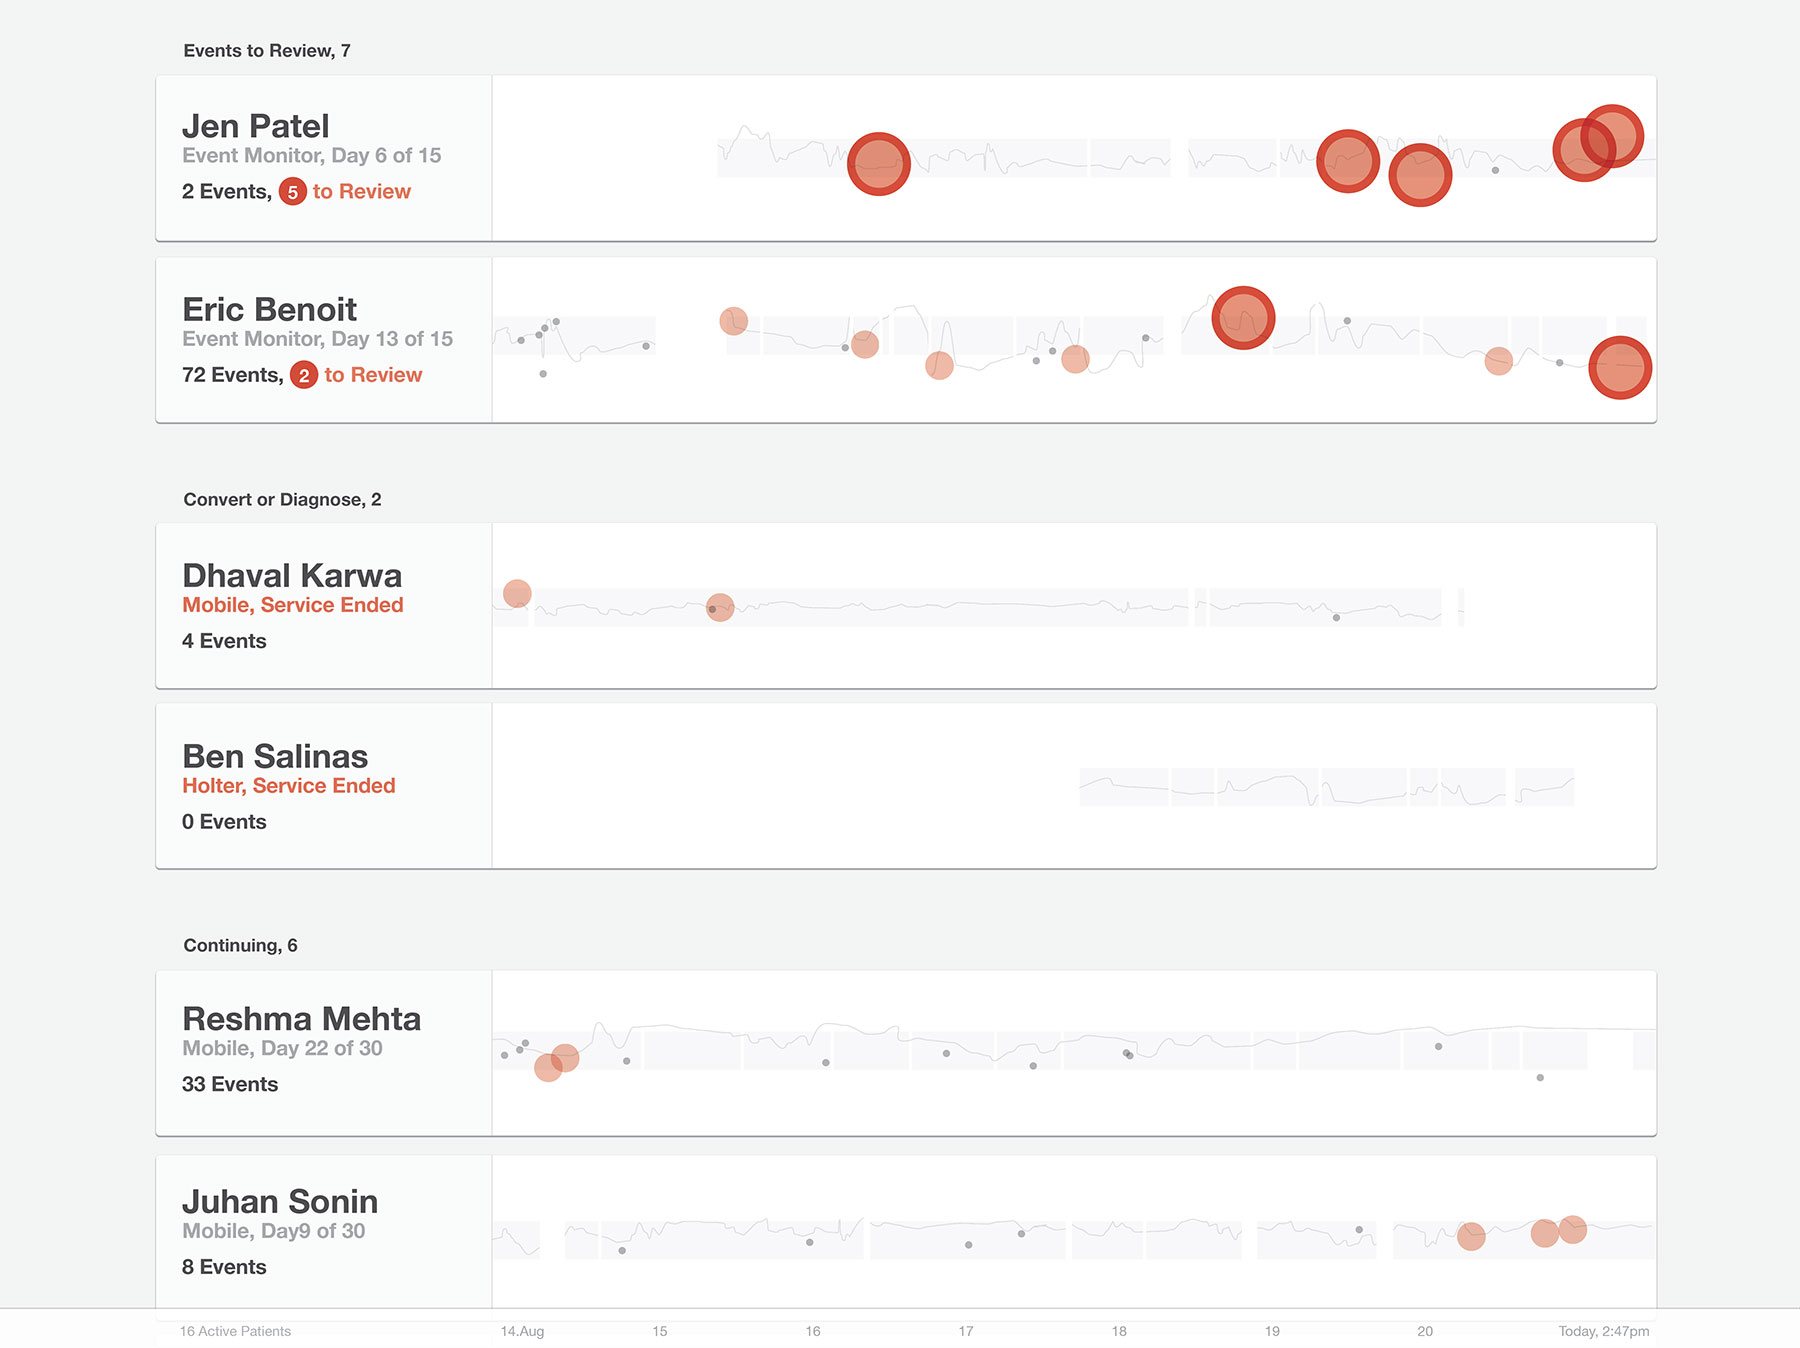 Events to Review, 7
Jen Patel
Event Monitor, Day 6 of 15
2 Events, 5 to Review
Eric Benoit
Event Monitor, Day 13 of 15
72 Events, 2 to Review
Convert or Diagnose, 2
Dhaval Karwa
Mobile, Service Ended
4 Events
Ben Salinas
Holter, Service Ended
0 Events
Continuing, 6
Reshma Mehta
Mobile, Day 22 of 30
33 Events
Juhan Sonin
Mobile, Day9 of 30
8 Events
16 Active Patients 14.Aug 15 16 17 18 19 20 Today, 2:47pm